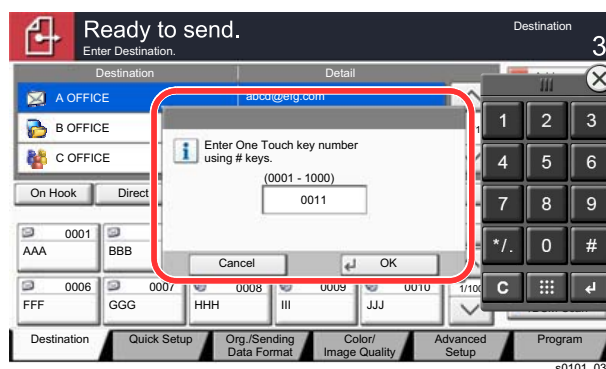 Ready to send.
Enter Destination.
Destination
3
Destination
Detail
A OFFICE
abcd@efg.com
B OFFICE
C OFFICE
Enter One Touch key number
using # keys.
(0001 - 1000)
0011
Cancel
OK
On Hook
Direct
0001
AAA
BBB
0006
FFF
0007
GGG
0008
HHH
0009
III
0010
JJJ
1/100
1
2
3
4
5
6
7
8
9
*/.
0
#
C
Destination
Quick Setup
Org./Sending
Data Format
Color/
Image Quality
Advanced
Setup
Program
s0101_03